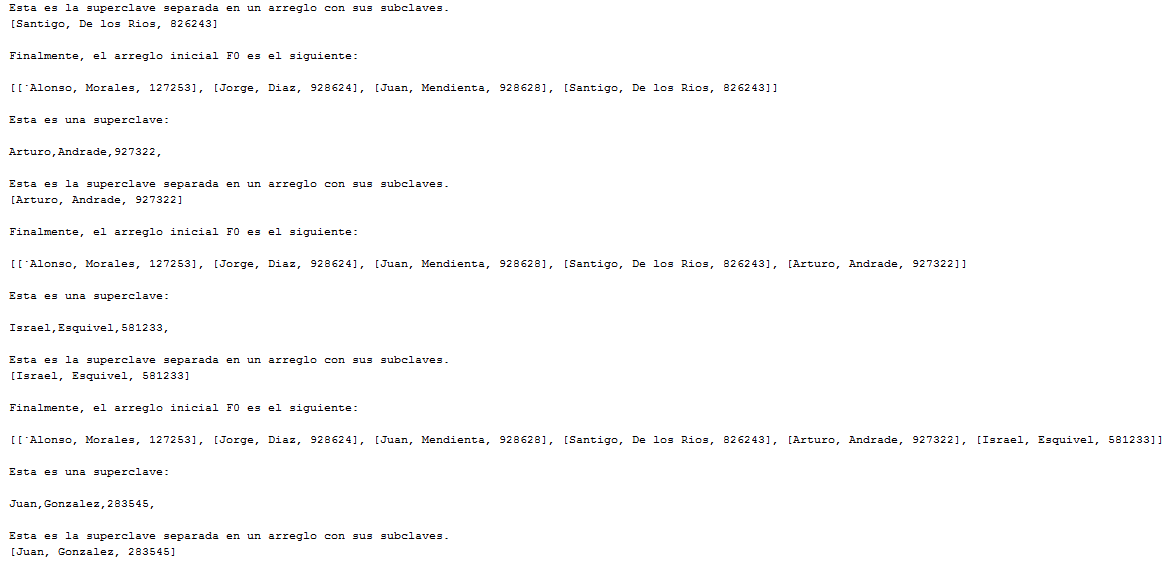 Esta es la superclave separada en un arreglo con sus subclaves.
[Santigo, De los Rios, 826243]
Finalmente, el arreglo inicial F0 es el siguiente:
[[´Alonso, Morales, 127253], [Jorge, Diaz, 928624], [Juan, Mendienta, 928628], [Santigo, De los Rios, 826243]]
Esta es una superclave:
Arturo,Andrade,927322,
Esta es la superclave separada en un arreglo con sus subclaves.
[Arturo, Andrade, 927322]
Finalmente, el arreglo inicial F0 es el siguiente:
[[´Alonso, Morales, 127253], [Jorge, Diaz, 928624], [Juan, Mendienta, 928628], [Santigo, De los Rios, 826243], [Arturo, Andrade, 927322]]
Esta es una superclave:
Israel,Esquivel,581233,
Esta es la superclave separada en un arreglo con sus subclaves.
[Israel, Esquivel, 581233]
Finalmente, el arreglo inicial F0 es el siguiente:
[[´Alonso, Morales, 127253], [Jorge, Diaz, 928624], [Juan, Mendienta, 928628], [Santigo, De los Rios, 826243], [Arturo, Andrade, 927322], [Israel, Esquivel, 581233]]
Esta es una superclave:
Juan,Gonzalez,283545,
Esta es la superclave separada en un arreglo con sus subclaves.
[Juan, Gonzalez, 283545]